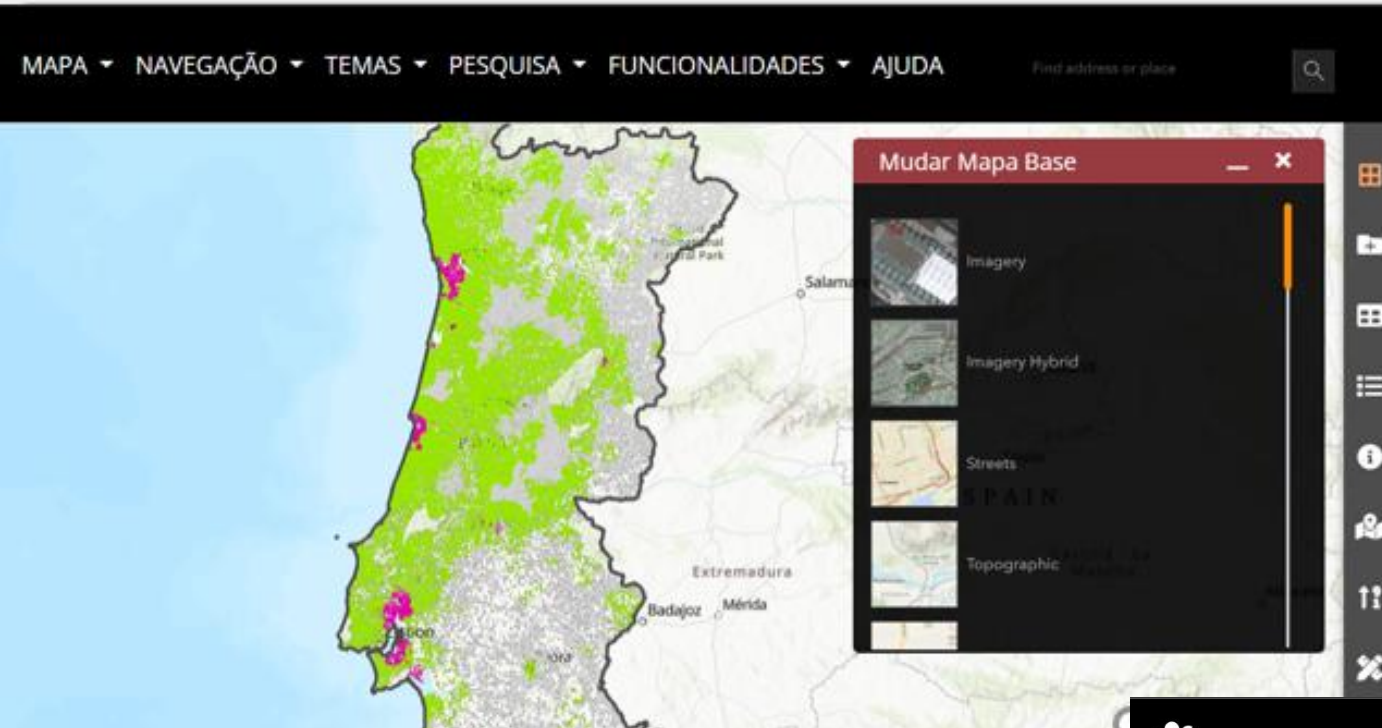 MAPA NAVEGAÇÃO TEMAS PESQUISA FUNCIONALIDADES AJUDA
Find address or place
Mudar Mapa Base
Imagery
Imagery Hybrid
Streets
Topographic
Park
SPAIN
Extremadura
Badajoz
Mérida